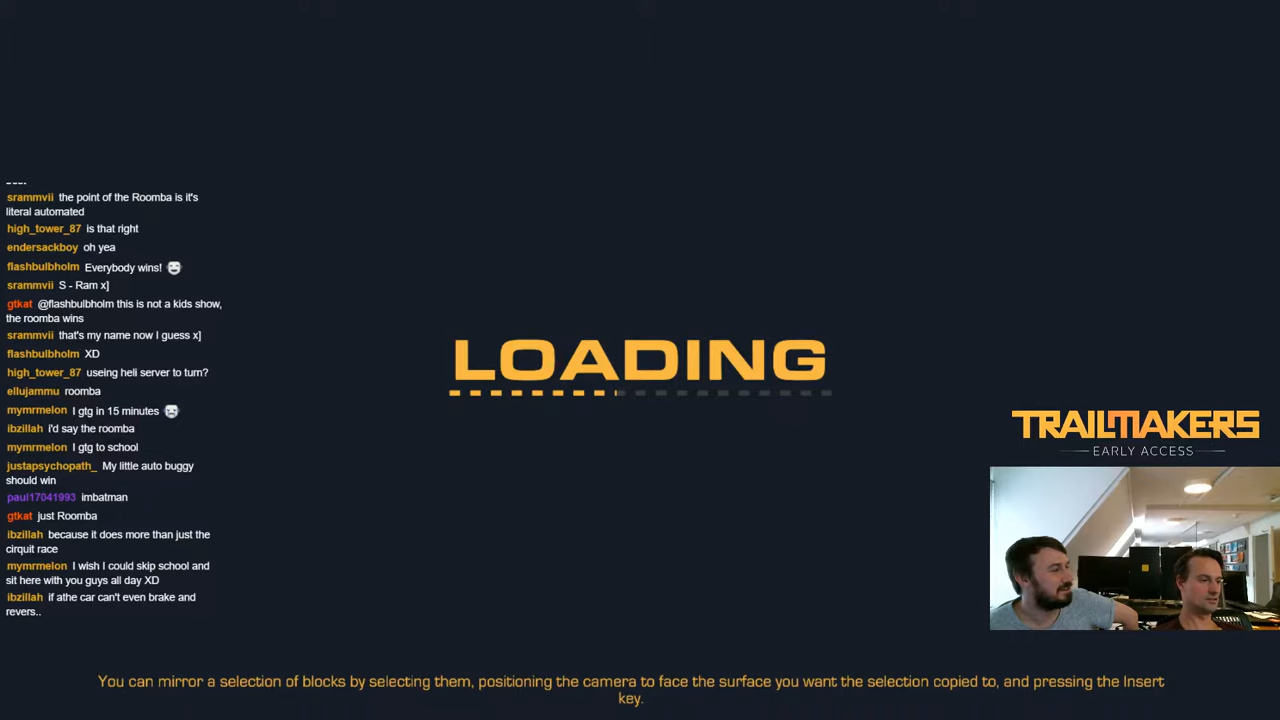 srammvii the point of the Roomba is it's
literal automated
high_tower_87 is that right
endersackboy oh yea
flashbulbholm Everybody wins!
srammvii S - Ram x]
gtkat @flashbulbholm this is not a kids show,
the roomba wins
srammvii that's my name now I guess x]
flashbulbholm XD
high_tower_87 useing heli server to turn?
ellujammu roomba
mymrmelon I gtg in 15 minutes
ibzillah i'd say the roomba
mymrmelon I gtg to school
justapsychopath_ My little auto buggy
should win
paul17041993 imbatman
gtkat just Roomba
ibzillah because it does more than just the
cirquit race
mymrmelon I wish I could skip school and
sit here with you guys all day XD
ibzillah if athe car can't even brake and
revers..
LOADING
TRAILMAKERS
EARLY ACCESS
You can mirror a selection of blocks by selecting them, positioning the camera to face the surface you want the selection copied to, and pressing the Insert
key.